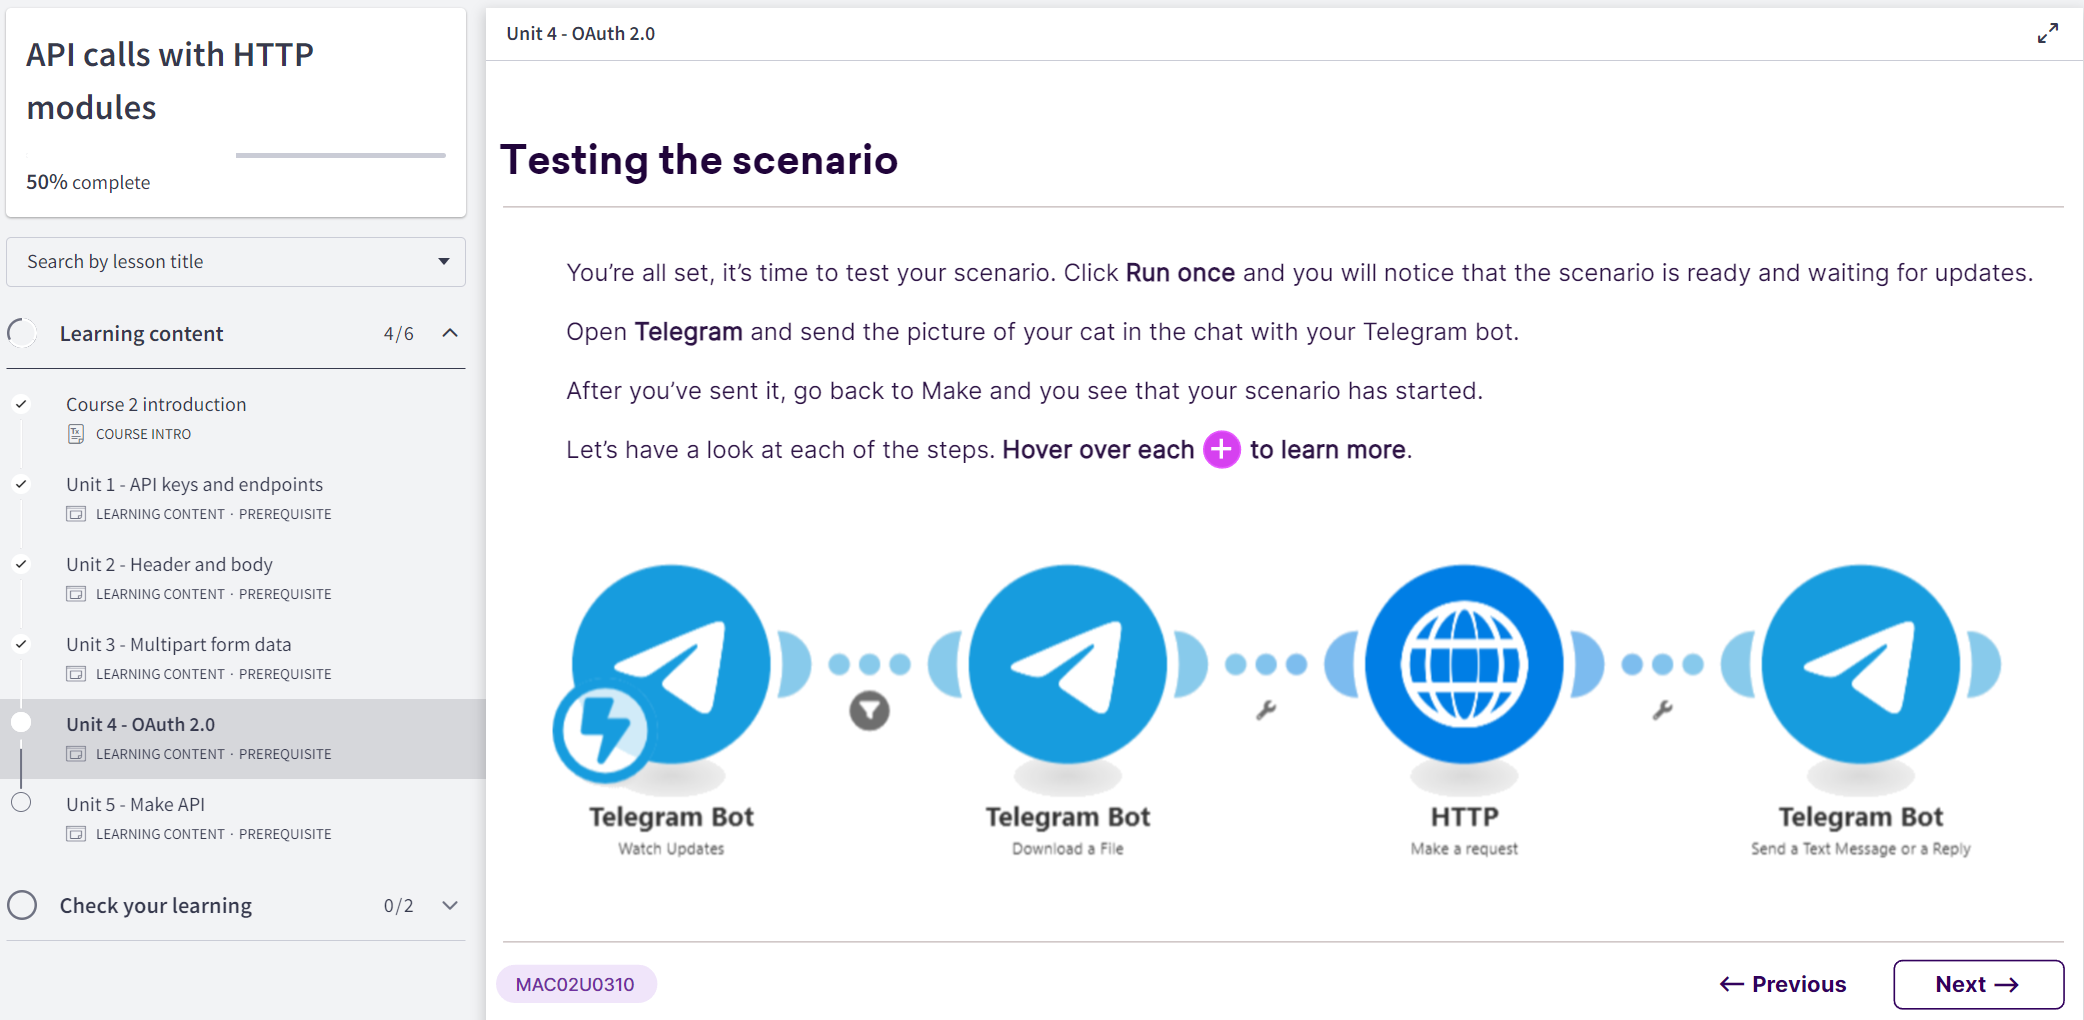 API calls with HTTP
modules
50% complete
Search by lesson title
Learning content 4/6
Course 2 introduction
COURSE INTRO
Unit 1 - API keys and endpoints
LEARNING CONTENT · PREREQUISITE
Unit 2 - Header and body
LEARNING CONTENT · PREREQUISITE
Unit 3 - Multipart form data
LEARNING CONTENT · PREREQUISITE
Unit 4 - OAuth 2.0
LEARNING CONTENT · PREREQUISITE
Unit 5 - Make API
LEARNING CONTENT · PREREQUISITE
Check your learning 0/2
Unit 4 - OAuth 2.0
Testing the scenario
You’re all set, it’s time to test your scenario. Click Run once and you will notice that the scenario is ready and waiting for updates.
Open Telegram and send the picture of your cat in the chat with your Telegram bot.
After you’ve sent it, go back to Make and you see that your scenario has started.
Let’s have a look at each of the steps. Hover over each + to learn more.
Telegram Bot
Watch Updates
Telegram Bot
Download a File
HTTP
Make a request
Telegram Bot
Send a Text Message or a Reply
MAC02U0310
← Previous
Next →